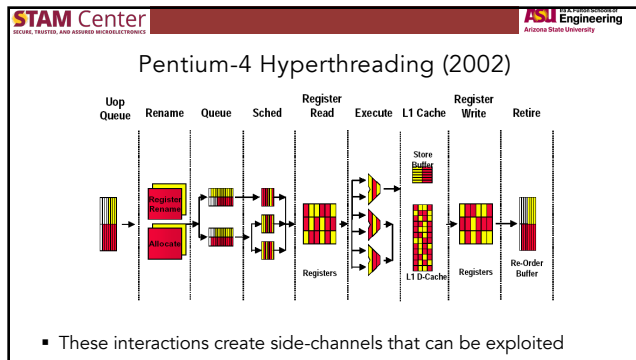 STAM Center
SECURE, TRUSTED, AND ASSURED MICROELECTRONICS
ASU Ira A. Fulton Schools of
Engineering
Arizona State University
Pentium-4 Hyperthreading (2002)
Uop
Queue
Rename
Queue
Sched
Register
Read
Execute
L1 Cache
Register
Write
Retire
Store
Buffer
Register
Rename
Allocate
Registers
L1 D-Cache
Registers
Re-Order
Buffer
▪ These interactions create side-channels that can be exploited